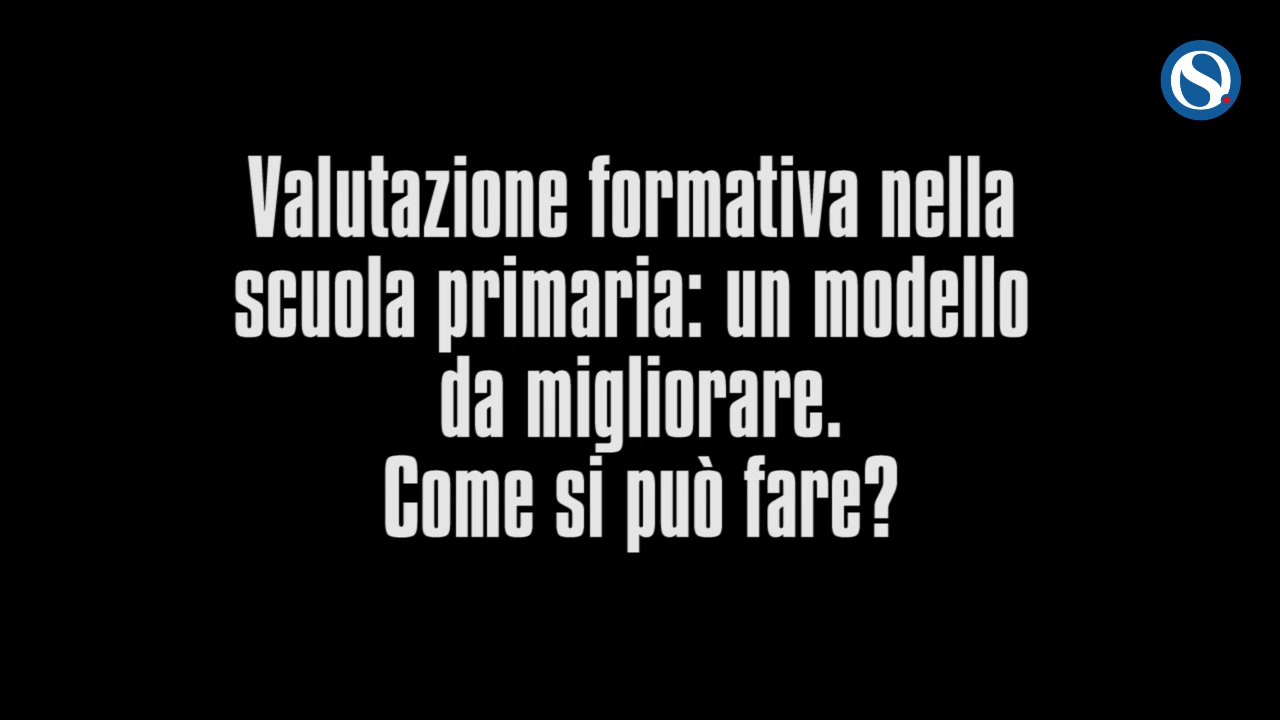 Valutazione formativa nella
scuola primaria: un modello
da migliorare.
Come si può fare?